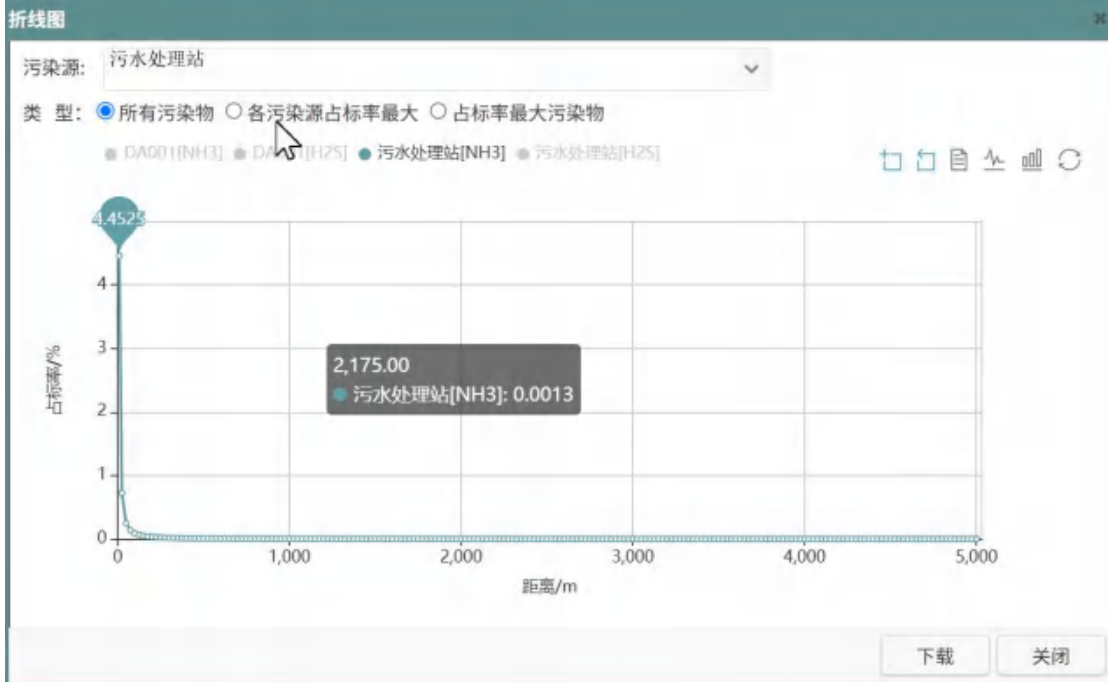 折线图
污染源: 污水处理站
类 型: 所有污染物 各污染源占标率最大 占标率最大污染物
DA001[NH3] [H2S] 污水处理站[NH3] 污水处理站[H2S]
4.4525
4
3
2
1
0
占标率/%
2,175.00
污水处理站[NH3]: 0.0013
0 1,000 2,000 3,000 4,000 5,000
距离/m
下载 关闭